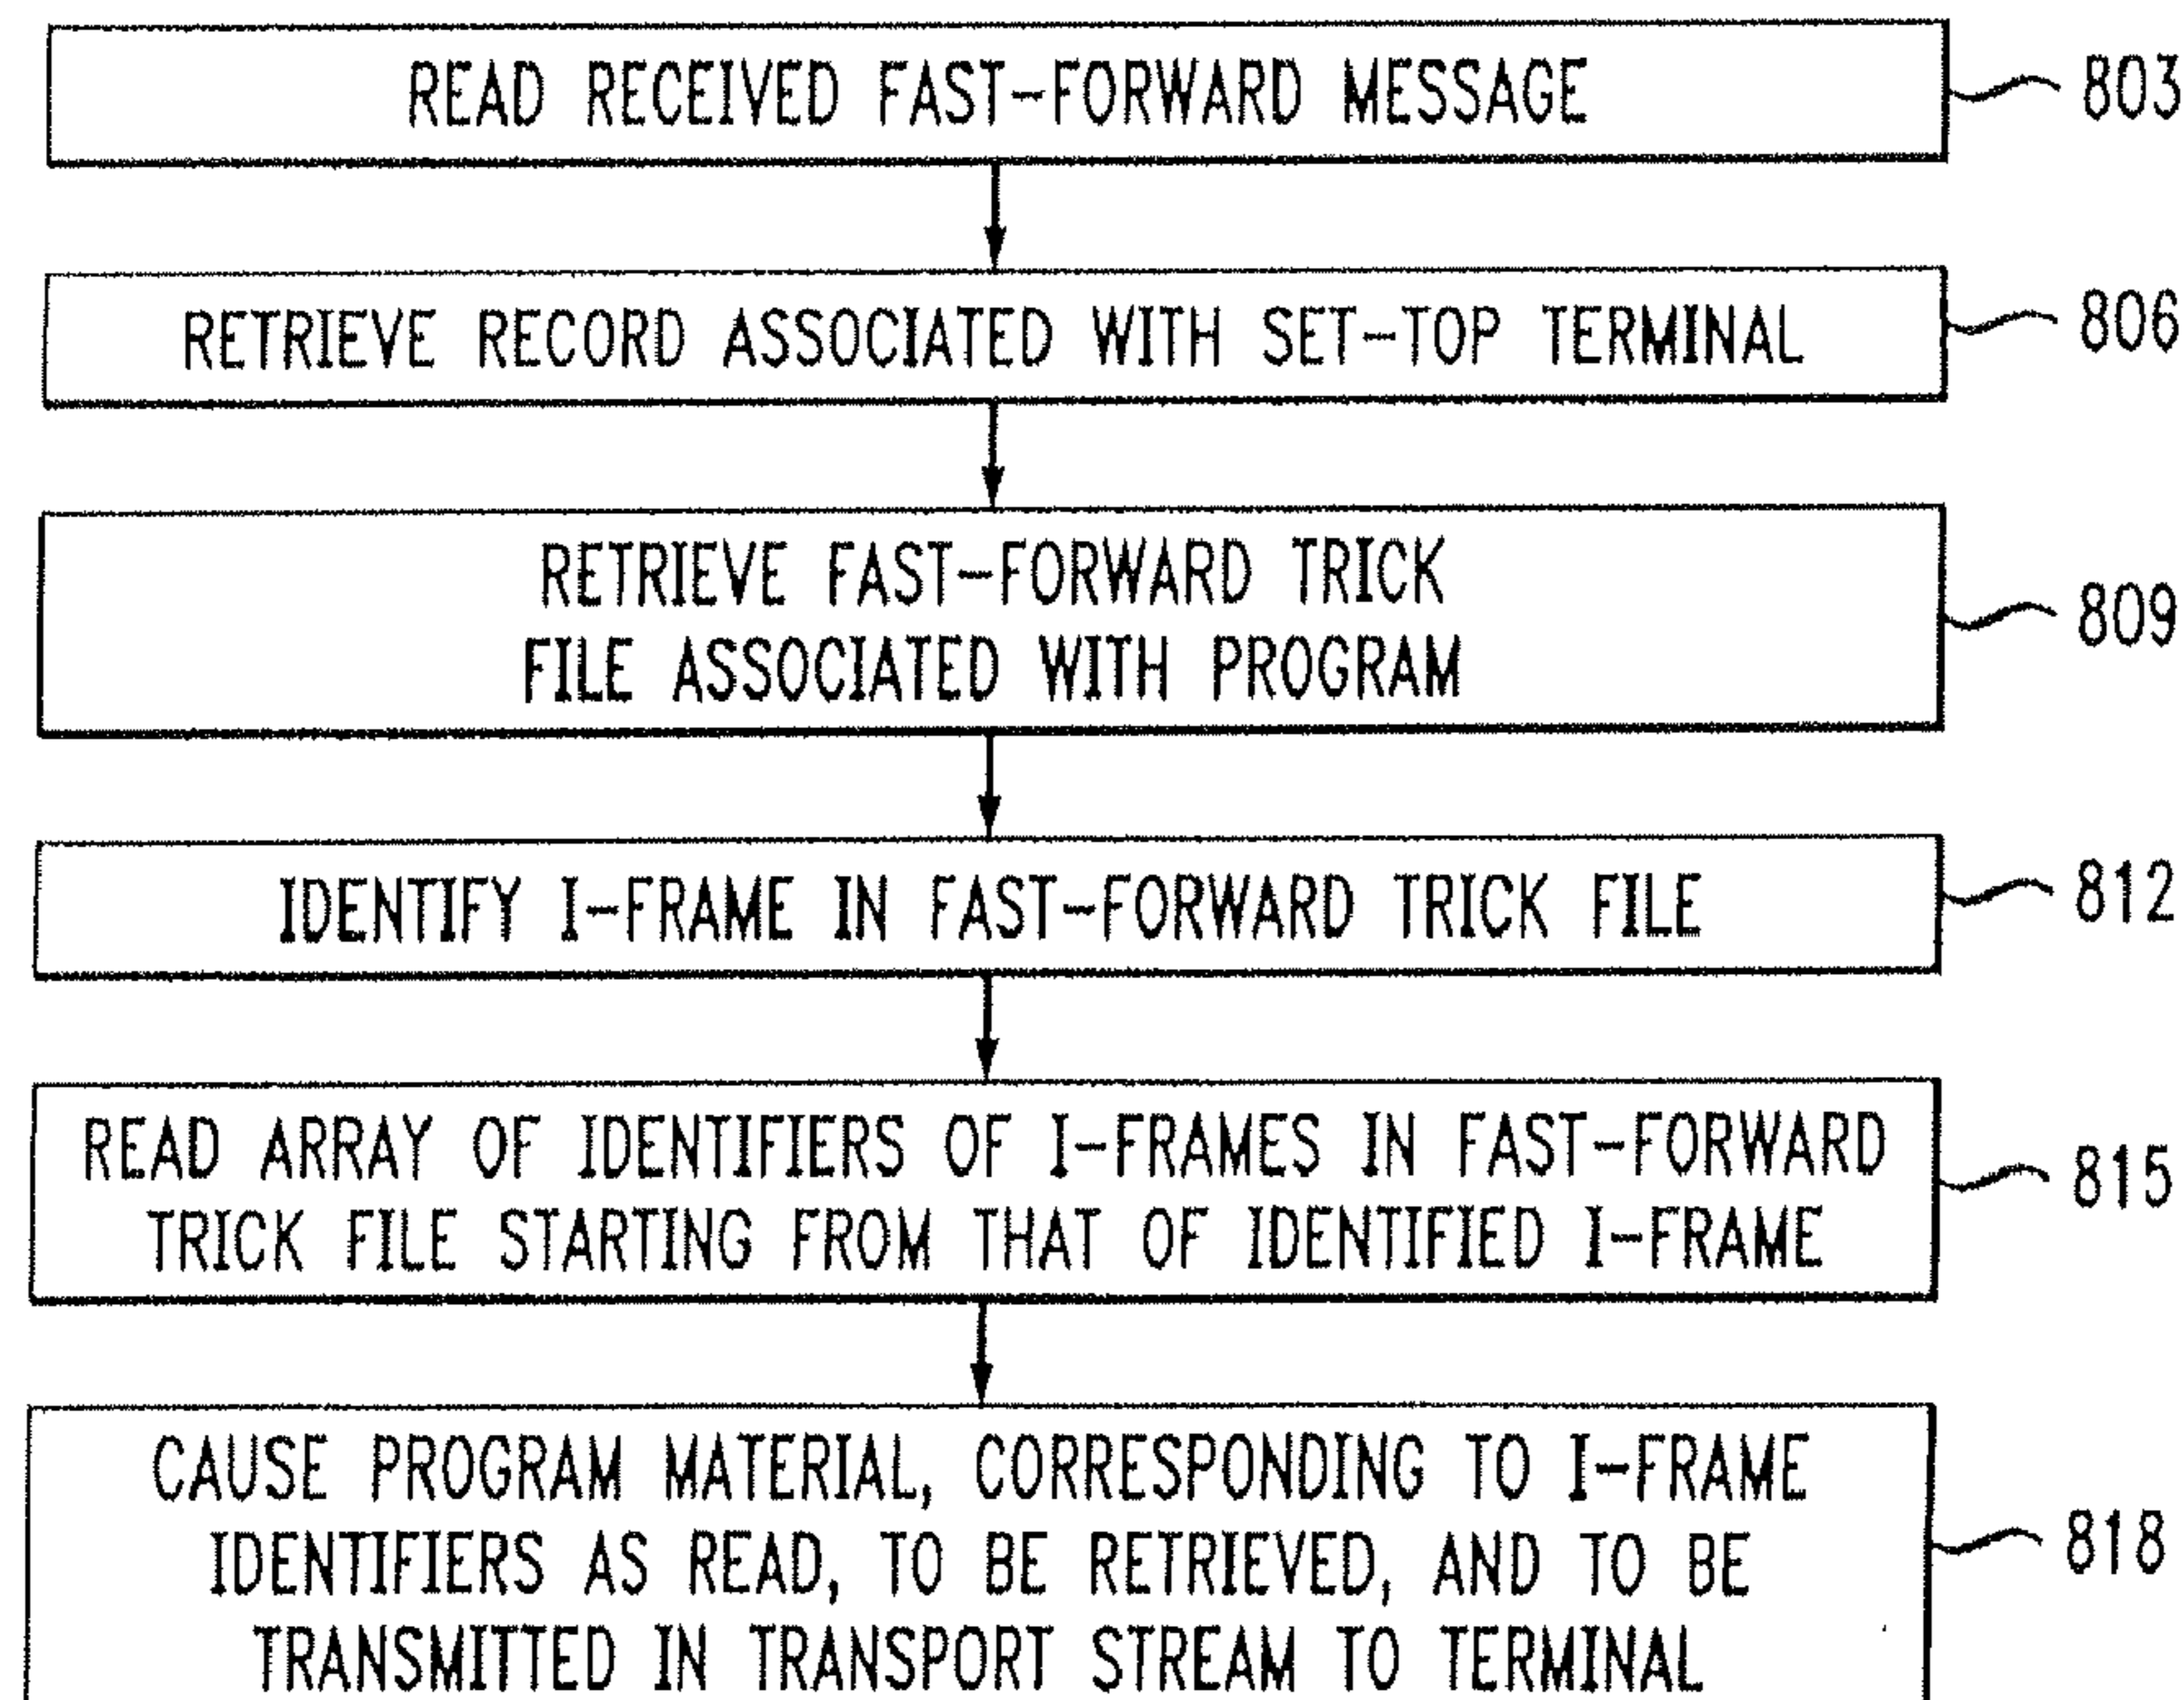 READ RECEIVED FAST-FORWARD MESSAGE
803
RETRIEVE RECORD ASSOCIATED WITH SET-TOP TERMINAL
806
RETRIEVE FAST-FORWARD TRICK
FILE ASSOCIATED WITH PROGRAM
809
IDENTIFY I-FRAME IN FAST-FORWARD TRICK FILE
812
READ ARRAY OF IDENTIFIERS OF I-FRAMES IN FAST-FORWARD
TRICK FILE STARTING FROM THAT OF IDENTIFIED I-FRAME
815
CAUSE PROGRAM MATERIAL, CORRESPONDING TO I-FRAME
IDENTIFIERS AS READ, TO BE RETRIEVED, AND TO BE
TRANSMITTED IN TRANSPORT STREAM TO TERMINAL
818